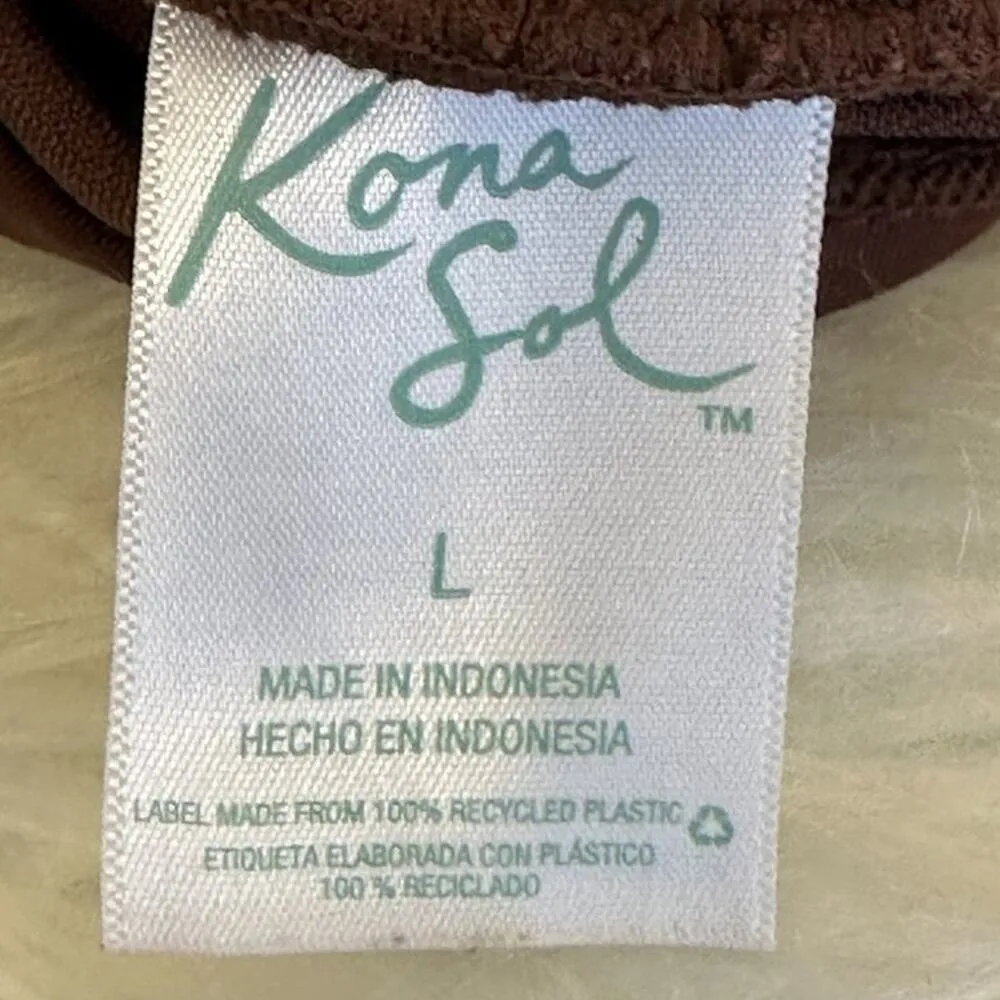 Kona
Sol
TM
L
MADE IN INDONESIA
HECHO EN INDONESIA
LABEL MADE FROM 100% RECYCLED PLASTIC
ETIQUETA ELABORADA CON PLÁSTICO
100 % RECICLADO